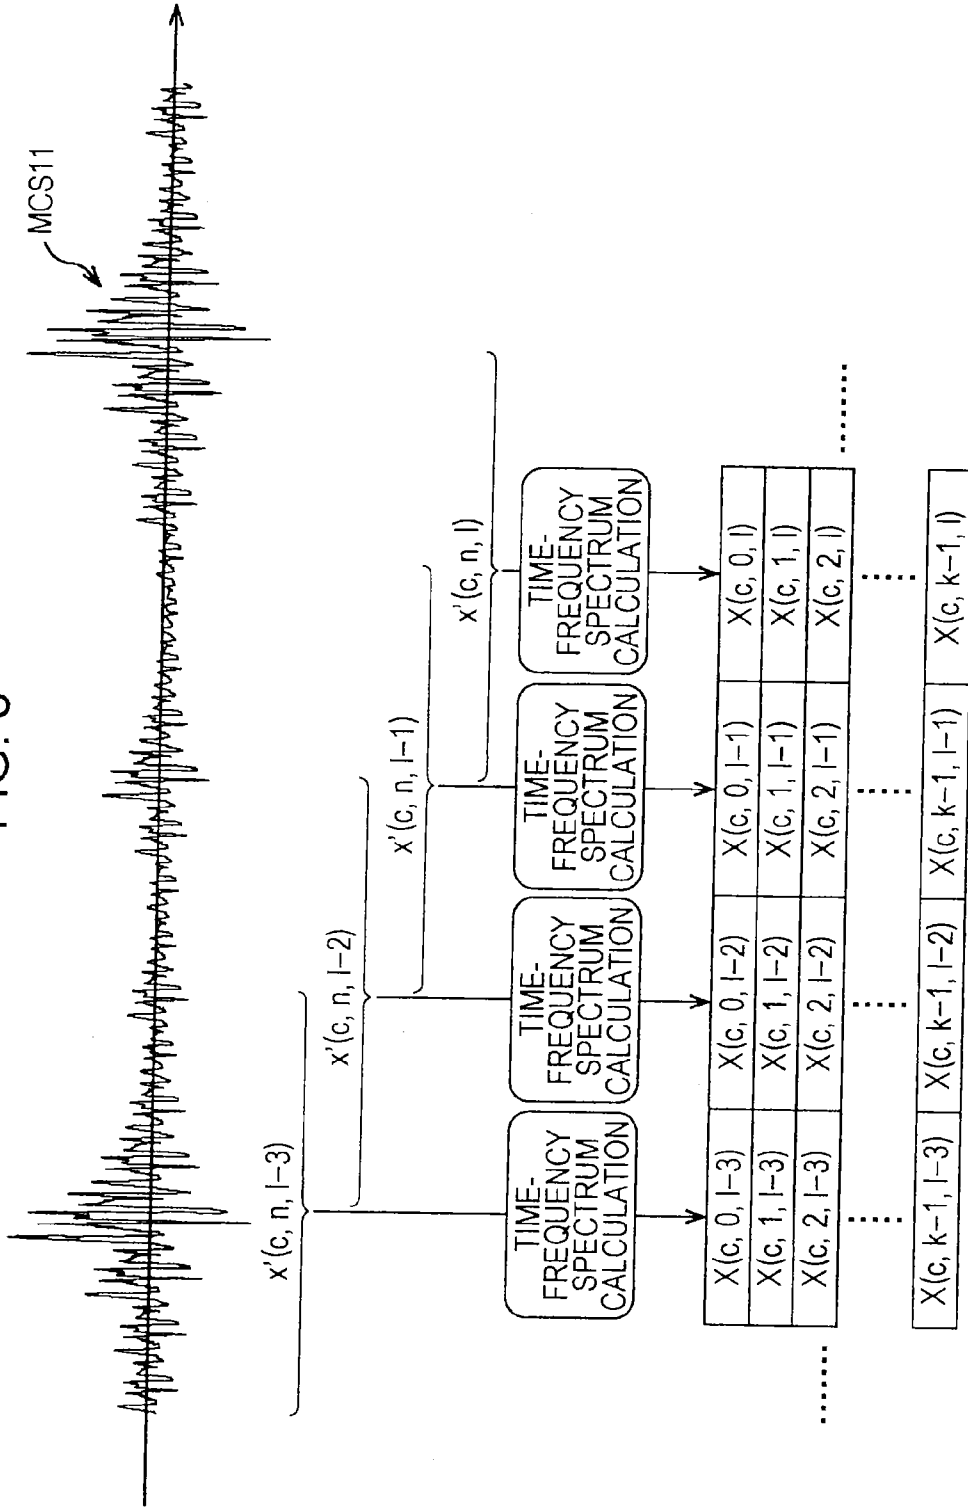 FIG.
MCS11
x'(c, n, l−3)
x'(c, n, l−2)
x'(c, n, l−1)
x'(c, n, l)
TIME-
FREQUENCY
SPECTRUM
CALCULATION
TIME-
FREQUENCY
SPECTRUM
CALCULATION
TIME-
FREQUENCY
SPECTRUM
CALCULATION
TIME-
FREQUENCY
SPECTRUM
CALCULATION
X(c, 0, l−3) X(c, 0, l−2) X(c, 0, l−1) X(c, 0, l)
X(c, 1, l−3) X(c, 1, l−2) X(c, 1, l−1) X(c, 1, l)
X(c, 2, l−3) X(c, 2, l−2) X(c, 2, l−1) X(c, 2, l)
X(c, k−1, l−3) X(c, k−1, l−2) X(c, k−1, l−1) X(c, k−1, l)